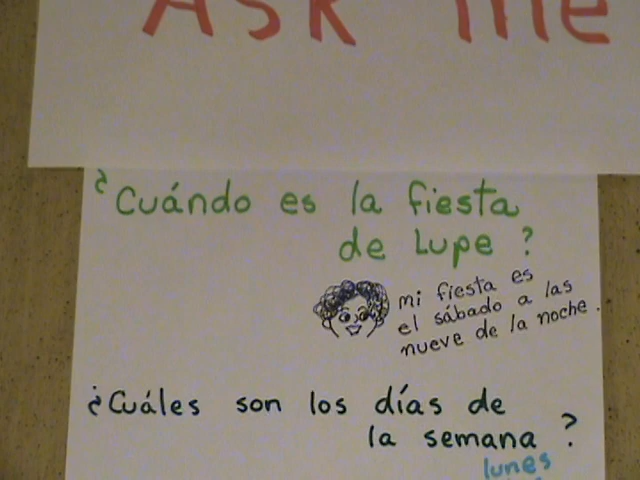 ASK me
¿Cuándo es la fiesta
de Lupe?
mi fiesta es
el sábado a las
nueve de la noche.
¿Cuáles son los días de
la semana?
lunes